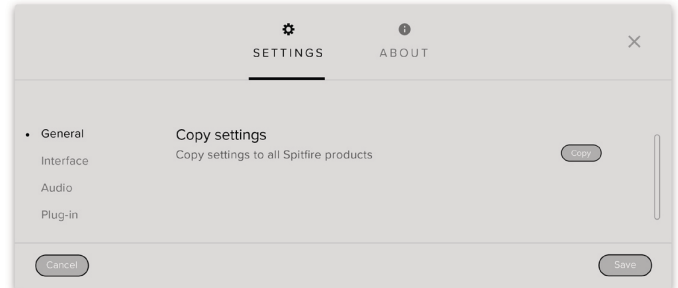 SETTINGS
ABOUT
General
Interface
Audio
Plug-in
Copy settings
Copy settings to all Spitfire products
Copy
Cancel
Save